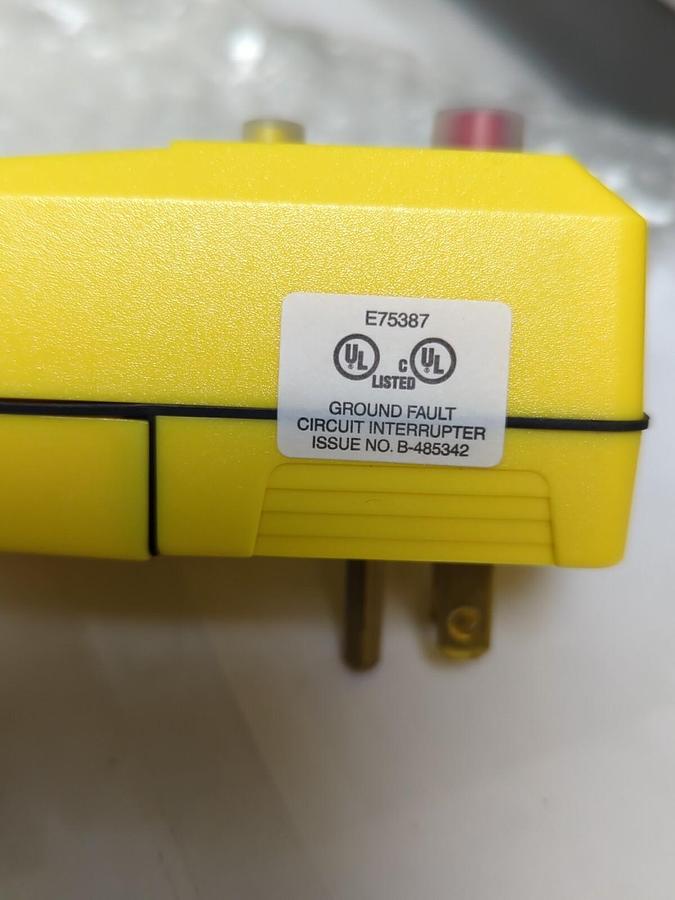 E75387
UL C UL
LISTED
GROUND FAULT
CIRCUIT INTERRUPTER
ISSUE NO. B-485342